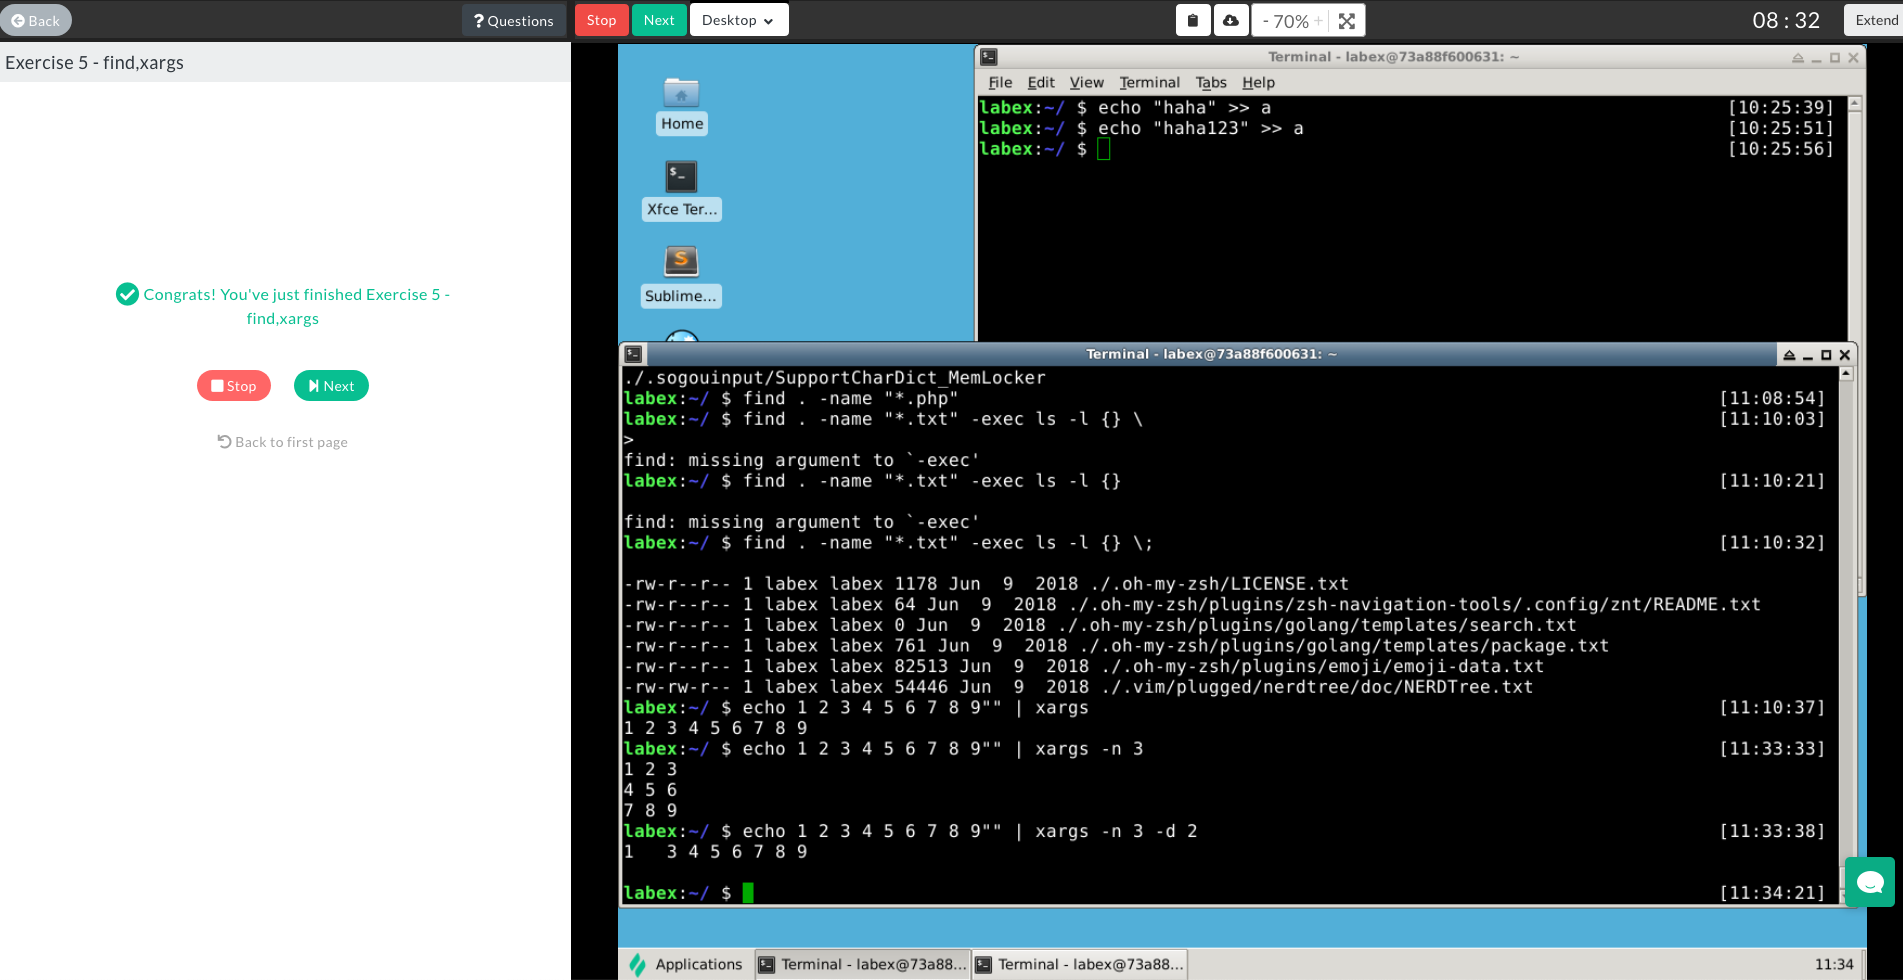 Back
? Questions
Stop
Next
Desktop
- 70% +
08 : 32
Extend
Exercise 5 - find,xargs
Congrats! You've just finished Exercise 5 -
find,xargs
Stop
Next
Back to first page
Home
Xfce Ter...
Sublime...
Terminal - labex@73a88f600631: ~
File Edit View Terminal Tabs Help
labex:~/ $ echo "haha" >> a [10:25:39]
labex:~/ $ echo "haha123" >> a [10:25:51]
labex:~/ $ [10:25:56]
Terminal - labex@73a88f600631: ~
./.sogouinput/SupportCharDict_MemLocker
labex:~/ $ find . -name "*.php" [11:08:54]
labex:~/ $ find . -name "*.txt" -exec ls -l {} \ [11:10:03]
>
find: missing argument to `-exec'
labex:~/ $ find . -name "*.txt" -exec ls -l {} [11:10:21]
find: missing argument to `-exec'
labex:~/ $ find . -name "*.txt" -exec ls -l {} \; [11:10:32]
-rw-r--r-- 1 labex labex 1178 Jun  9  2018 ./.oh-my-zsh/LICENSE.txt
-rw-r--r-- 1 labex labex 64 Jun  9  2018 ./.oh-my-zsh/plugins/zsh-navigation-tools/.config/znt/README.txt
-rw-r--r-- 1 labex labex 0 Jun  9  2018 ./.oh-my-zsh/plugins/golang/templates/search.txt
-rw-r--r-- 1 labex labex 761 Jun  9  2018 ./.oh-my-zsh/plugins/golang/templates/package.txt
-rw-r--r-- 1 labex labex 82513 Jun  9  2018 ./.oh-my-zsh/plugins/emoji/emoji-data.txt
-rw-rw-r-- 1 labex labex 54446 Jun  9  2018 ./.vim/plugged/nerdtree/doc/NERDTree.txt
labex:~/ $ echo 1 2 3 4 5 6 7 8 9"" | xargs [11:10:37]
1 2 3 4 5 6 7 8 9
labex:~/ $ echo 1 2 3 4 5 6 7 8 9"" | xargs -n 3 [11:33:33]
1 2 3
4 5 6
7 8 9
labex:~/ $ echo 1 2 3 4 5 6 7 8 9"" | xargs -n 3 -d 2 [11:33:38]
1   3 4 5 6 7 8 9
labex:~/ $ [11:34:21]
Applications
Terminal - labex@73a88...
Terminal - labex@73a88...
11:34